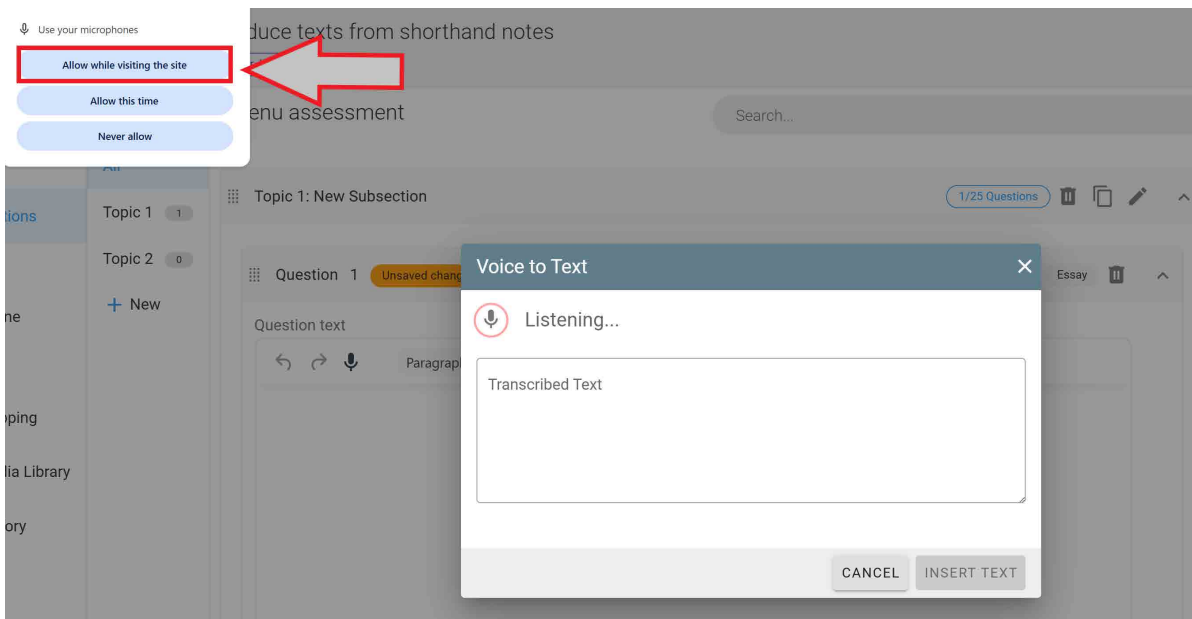 Use your microphones
Allow while visiting the site
Allow this time
Never allow
duce texts from shorthand notes
enu assessment
Search...
All
tions
Topic 1 1
Topic 2 0
+ New
ne
pping
dia Library
ory
Topic 1: New Subsection
1/25 Questions
Question 1
Unsaved chang
Essay
Question text
Paragrap
Voice to Text
Listening...
Transcribed Text
CANCEL
INSERT TEXT